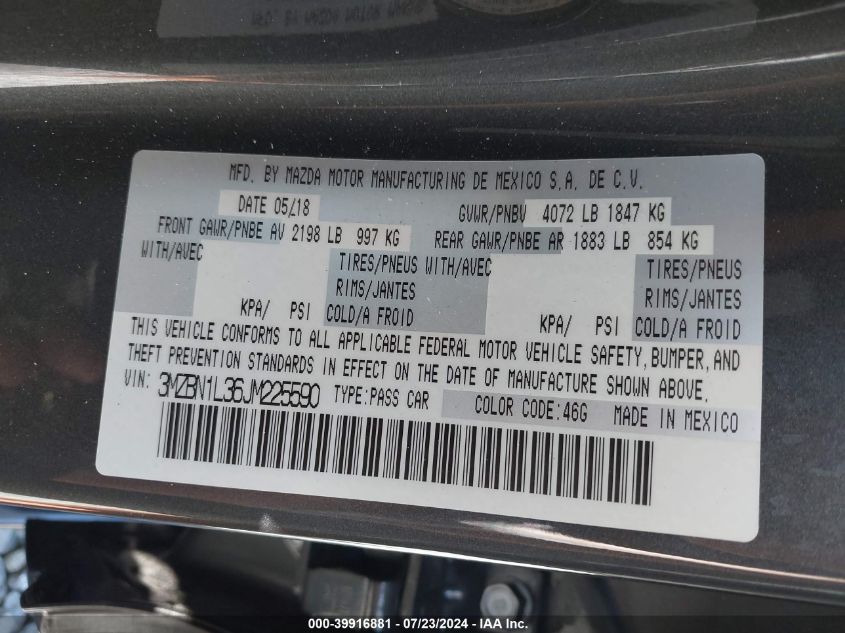 MFD. BY MAZDA MOTOR MANUFACTURING DE MEXICO S.A. DE C.V.
DATE 05/18 GVWR/PNBV 4072 LB 1847 KG
FRONT GAWR/PNBE AV 2198 LB 997 KG REAR GAWR/PNBE AR 1883 LB 854 KG
WITH/AVEC TIRES/PNEUS WITH/AVEC TIRES/PNEUS
RIMS/JANTES RIMS/JANTES
KPA/ PSI COLD/A FROID KPA/ PSI COLD/A FROID
THIS VEHICLE CONFORMS TO ALL APPLICABLE FEDERAL MOTOR VEHICLE SAFETY, BUMPER, AND
THEFT PREVENTION STANDARDS IN EFFECT ON THE DATE OF MANUFACTURE SHOWN ABOVE.
VIN: 3MZBN1L36JM225590 TYPE:PASS CAR COLOR CODE:46G MADE IN MEXICO
000-39916881 / 07/23/2024 - IAA Inc.